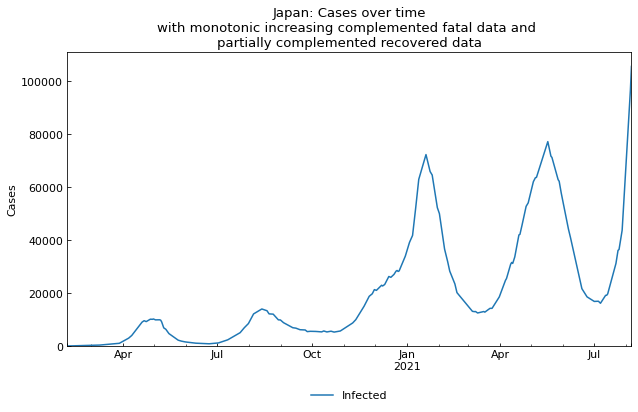 Japan: Cases over time
with monotonic increasing complemented fatal data and
partially complemented recovered data
100000
80000
60000
40000
20000
0
Cases
Apr
Jul
Oct
Jan
2021
Apr
Jul
Infected